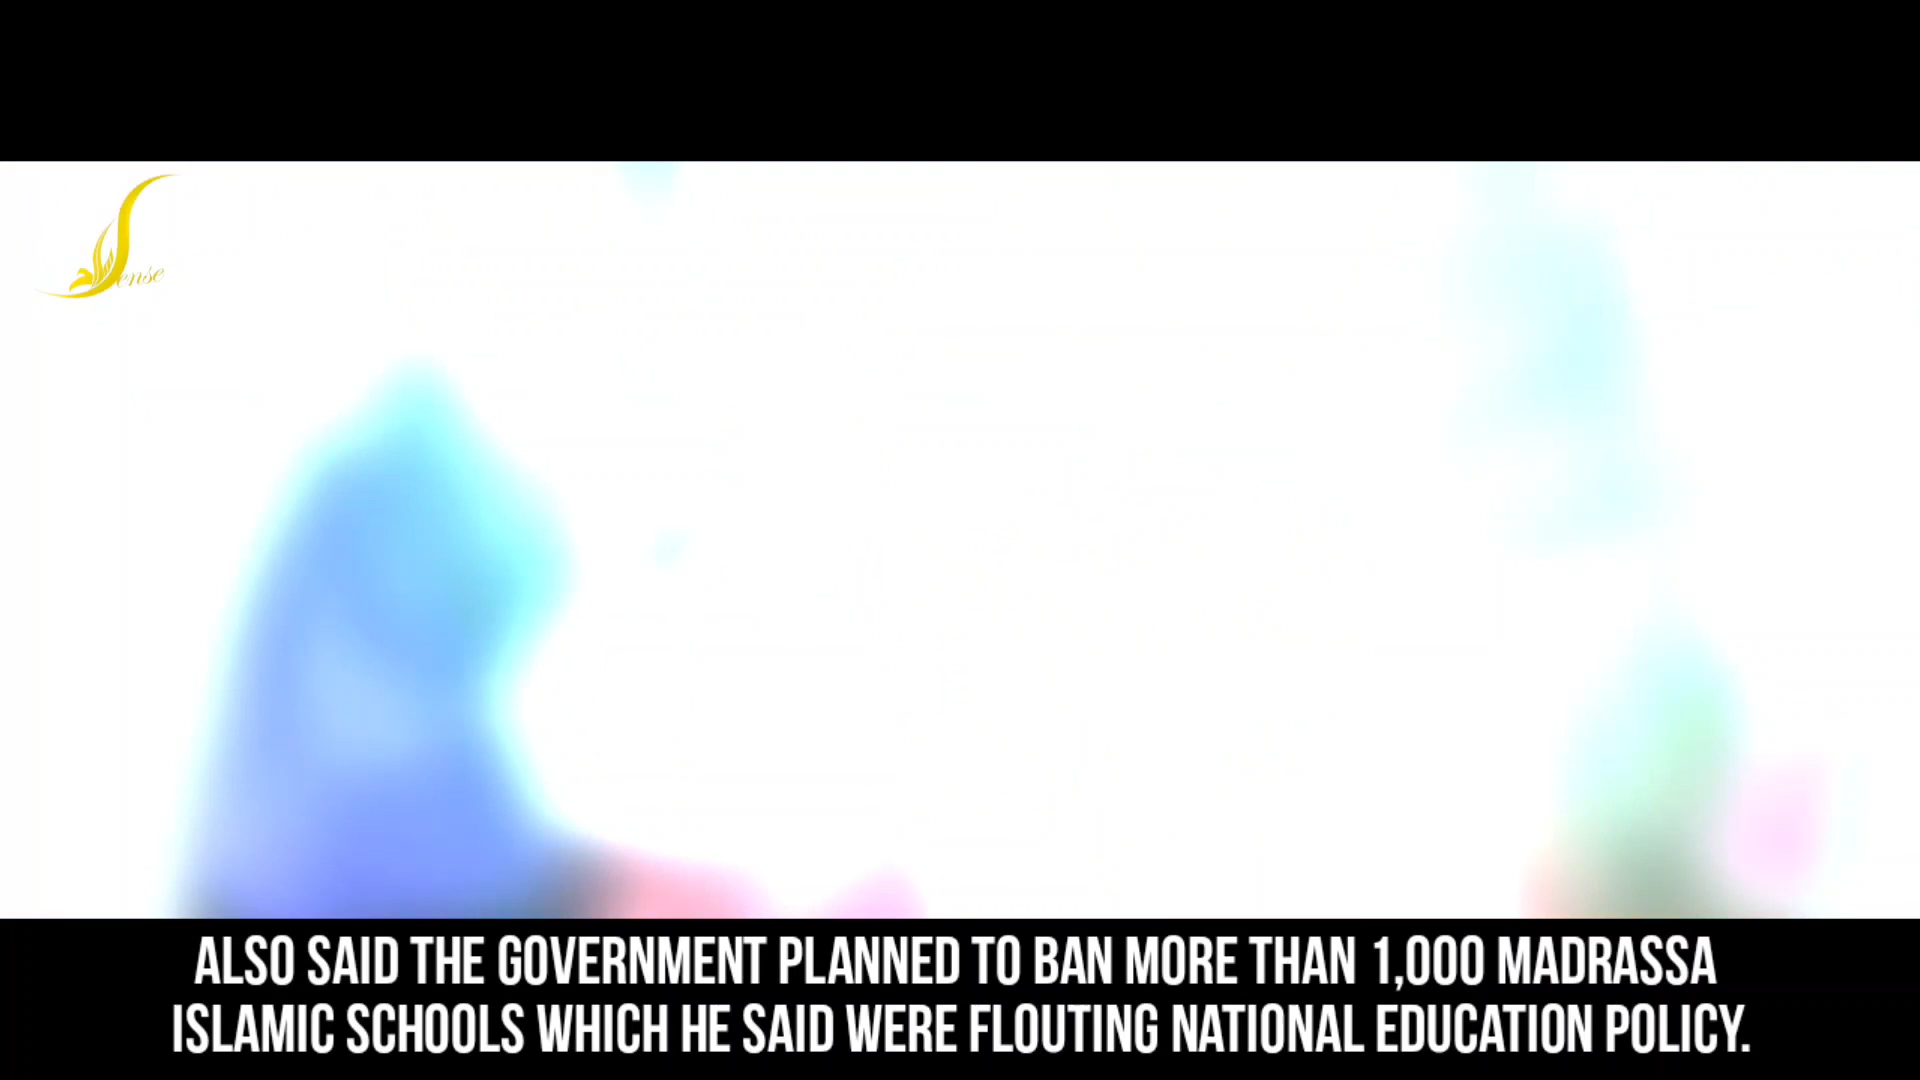 Sense
ALSO SAID THE GOVERNMENT PLANNED TO BAN MORE THAN 1,000 MADRASSA
ISLAMIC SCHOOLS WHICH HE SAID WERE FLOUTING NATIONAL EDUCATION POLICY.